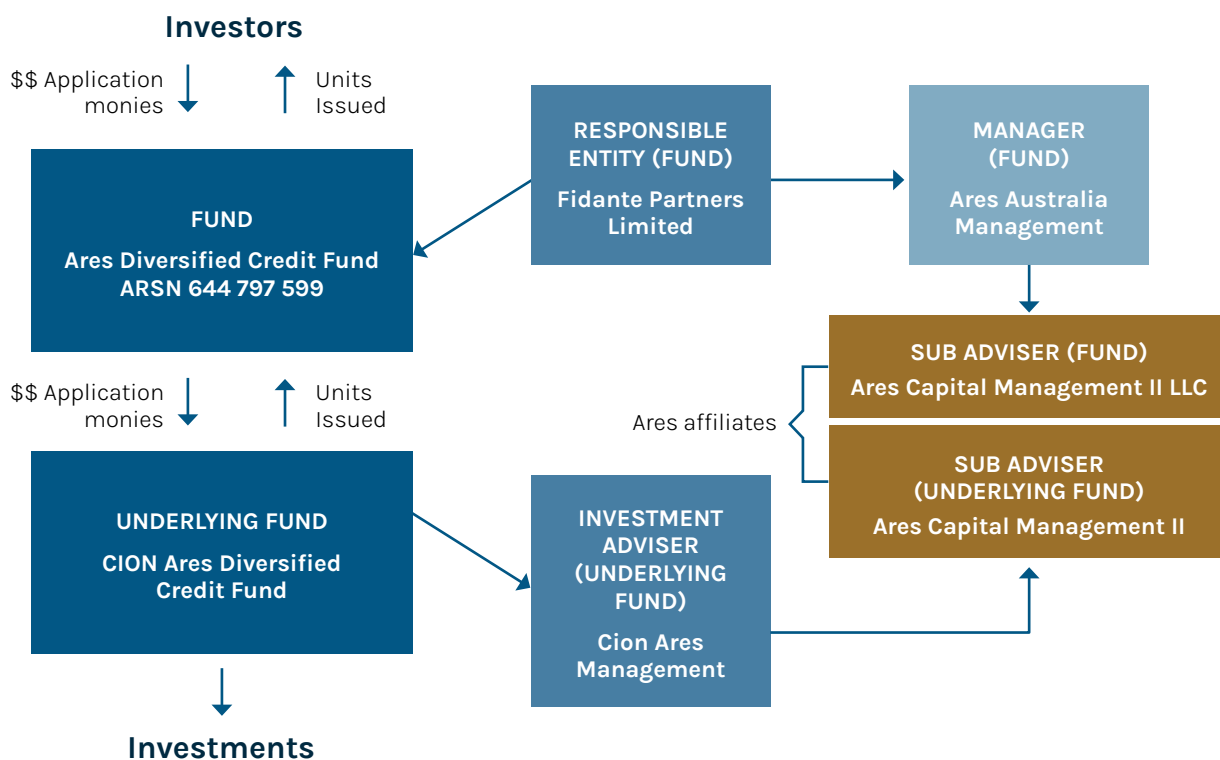 Investors
$$ Application
monies
Units
Issued
FUND
Ares Diversified Credit Fund
ARSN 644 797 599
RESPONSIBLE
ENTITY (FUND)
Fidante Partners
Limited
MANAGER
(FUND)
Ares Australia
Management
$$ Application
monies
Units
Issued
Ares affiliates
SUB ADVISER (FUND)
Ares Capital Management II LLC
SUB ADVISER
(UNDERLYING FUND)
Ares Capital Management II
UNDERLYING FUND
CION Ares Diversified
Credit Fund
INVESTMENT
ADVISER
(UNDERLYING
FUND)
Cion Ares
Management
Investments